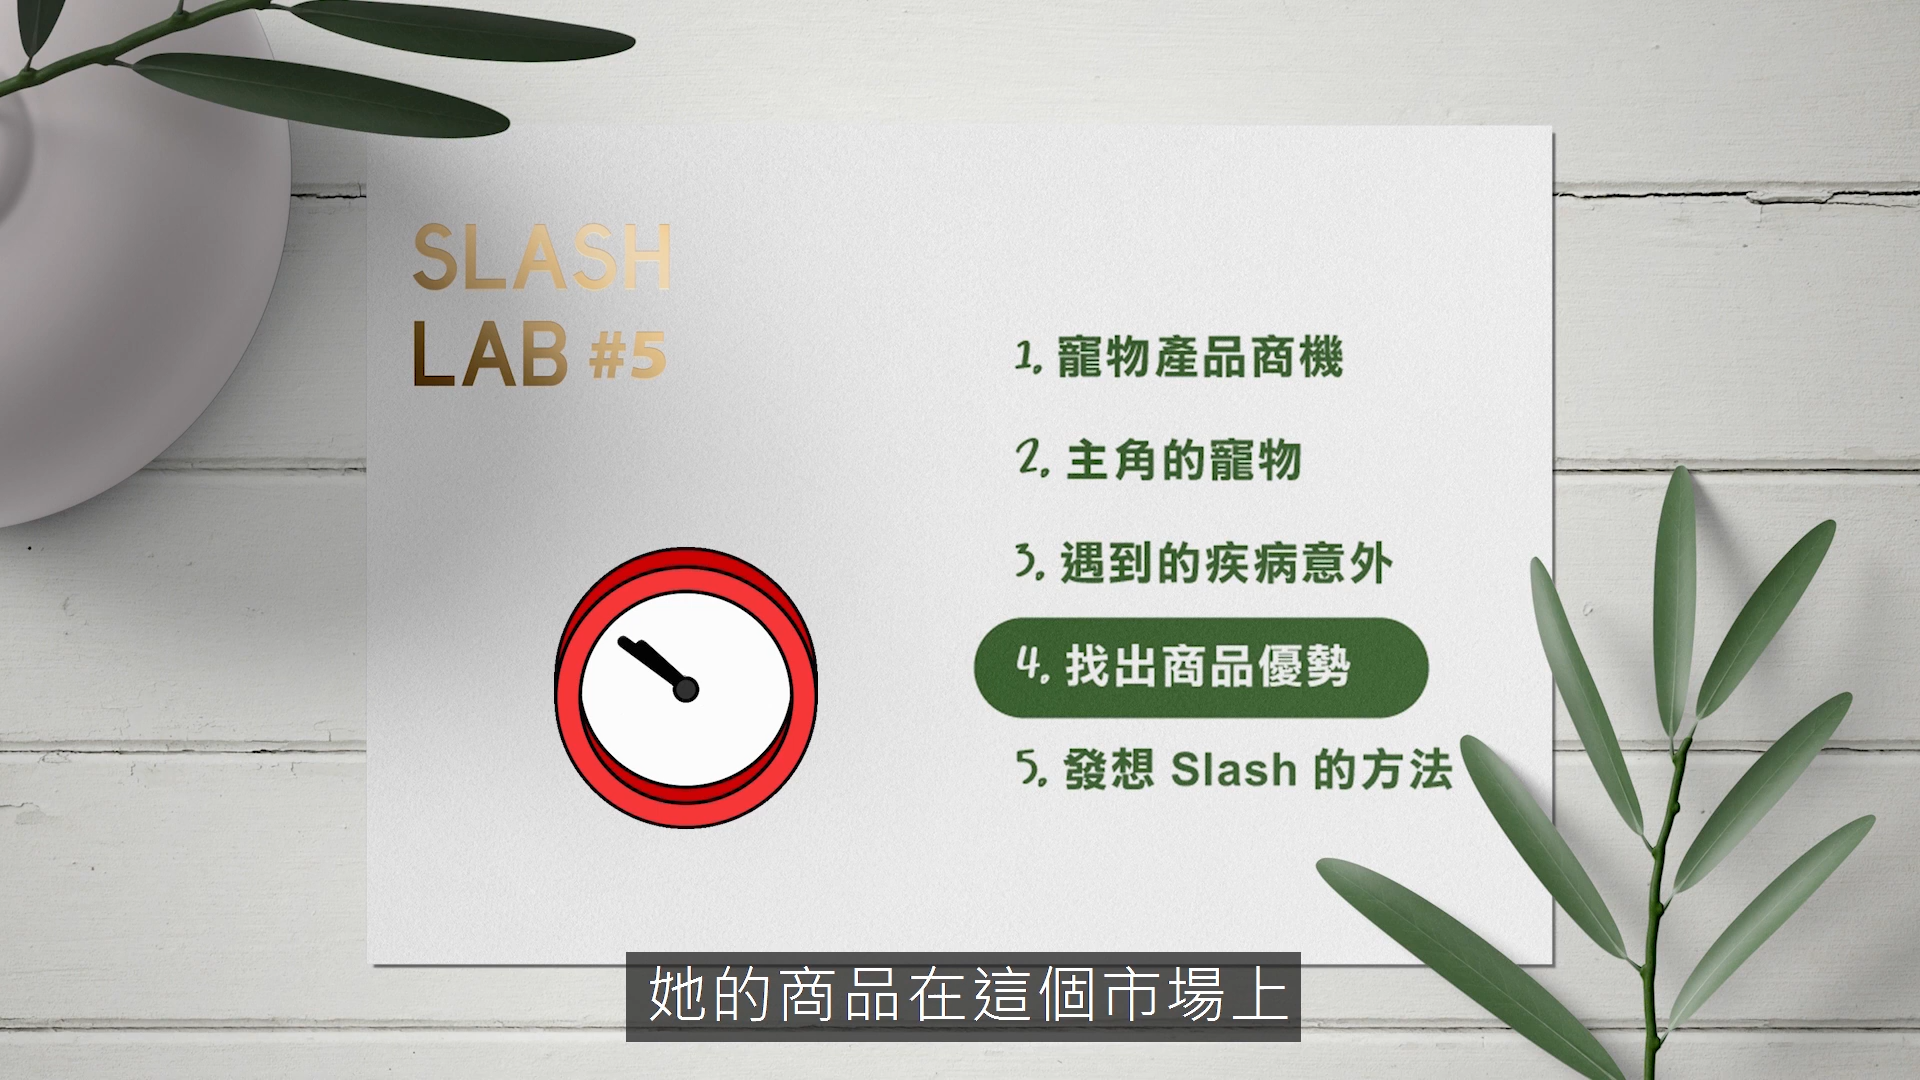 SLASH
LAB #5
1. 寵物產品商機
2. 主角的寵物
3. 遇到的疾病意外
4. 找出商品優勢
5. 發想 Slash 的方法
她的商品在這個市場上